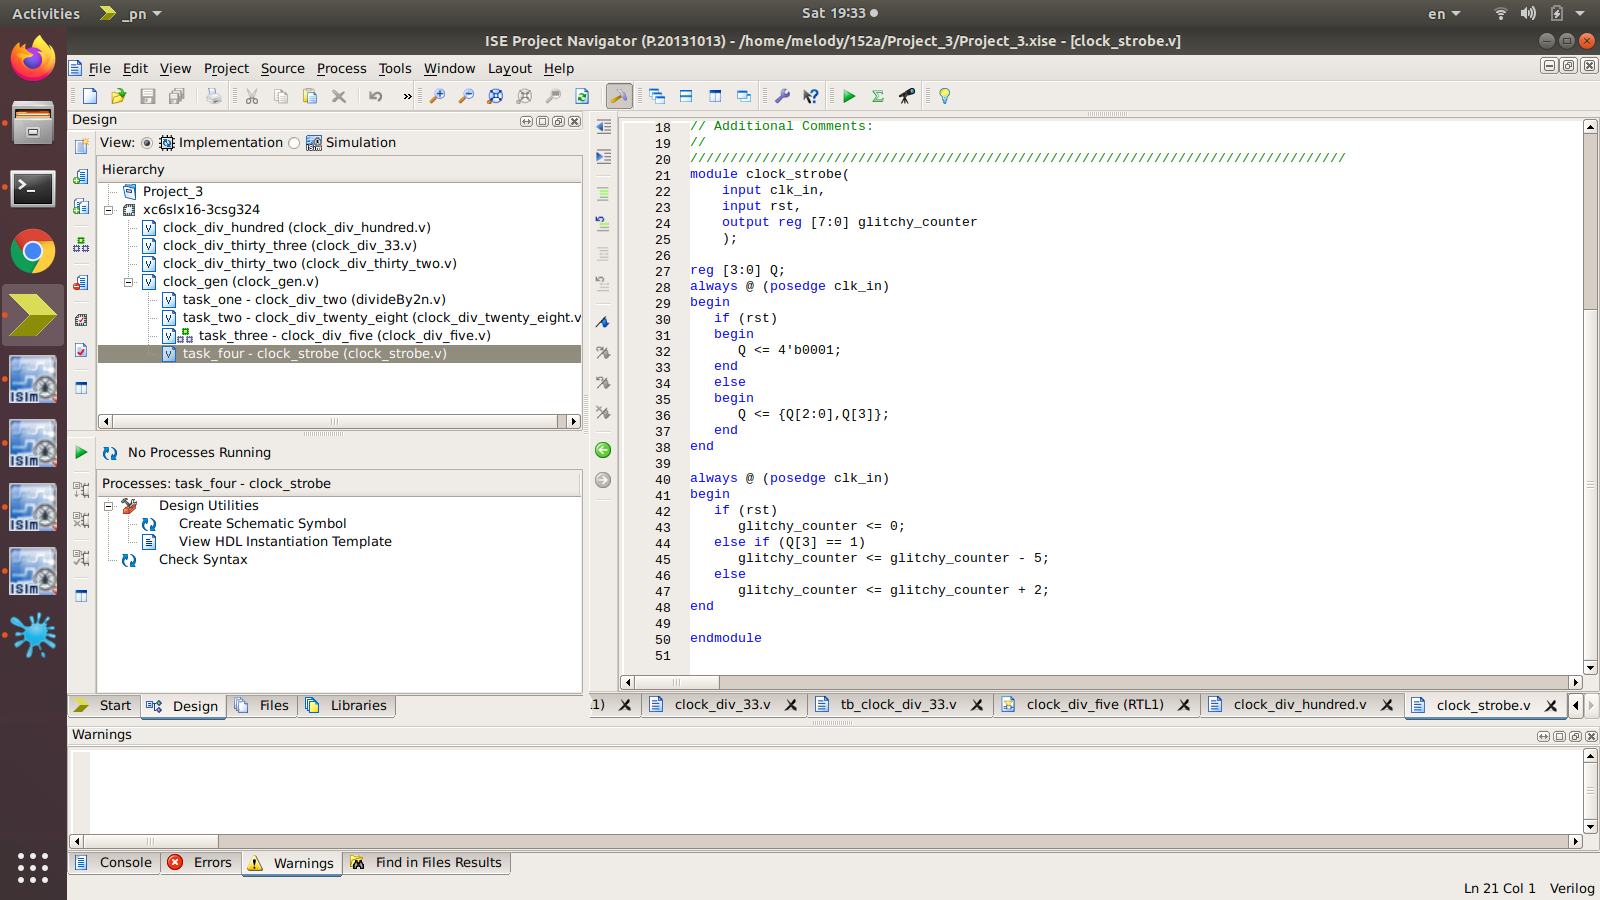 Activities _pn Sat 19:33 en
ISE Project Navigator (P.20131013) - /home/melody/152a/Project_3/Project_3.xise - [clock_strobe.v]
File Edit View Project Source Process Tools Window Layout Help
Design
View: Implementation Simulation
Hierarchy
Project_3
xc6slx16-3csg324
clock_div_hundred (clock_div_hundred.v)
clock_div_thirty_three (clock_div_33.v)
clock_div_thirty_two (clock_div_thirty_two.v)
clock_gen (clock_gen.v)
task_one - clock_div_two (divideBy2n.v)
task_two - clock_div_twenty_eight (clock_div_twenty_eight.v
task_three - clock_div_five (clock_div_five.v)
task_four - clock_strobe (clock_strobe.v)
No Processes Running
Processes: task_four - clock_strobe
Design Utilities
Create Schematic Symbol
View HDL Instantiation Template
Check Syntax
Start Design Files Libraries
18 // Additional Comments:
19 //
20 //////////////////////////////////////////////////////////////////////////////////
21 module clock_strobe(
22 input clk_in,
23 input rst,
24 output reg [7:0] glitchy_counter
25 );
26
27 reg [3:0] Q;
28 always @ (posedge clk_in)
29 begin
30 if (rst)
31 begin
32 Q <= 4'b0001;
33 end
34 else
35 begin
36 Q <= {Q[2:0],Q[3]};
37 end
38 end
39
40 always @ (posedge clk_in)
41 begin
42 if (rst)
43 glitchy_counter <= 0;
44 else if (Q[3] == 1)
45 glitchy_counter <= glitchy_counter - 5;
46 else
47 glitchy_counter <= glitchy_counter + 2;
48 end
49
50 endmodule
51
.1) clock_div_33.v tb_clock_div_33.v clock_div_five (RTL1) clock_div_hundred.v clock_strobe.v
Warnings
Console Errors Warnings Find in Files Results
Ln 21 Col 1 Verilog